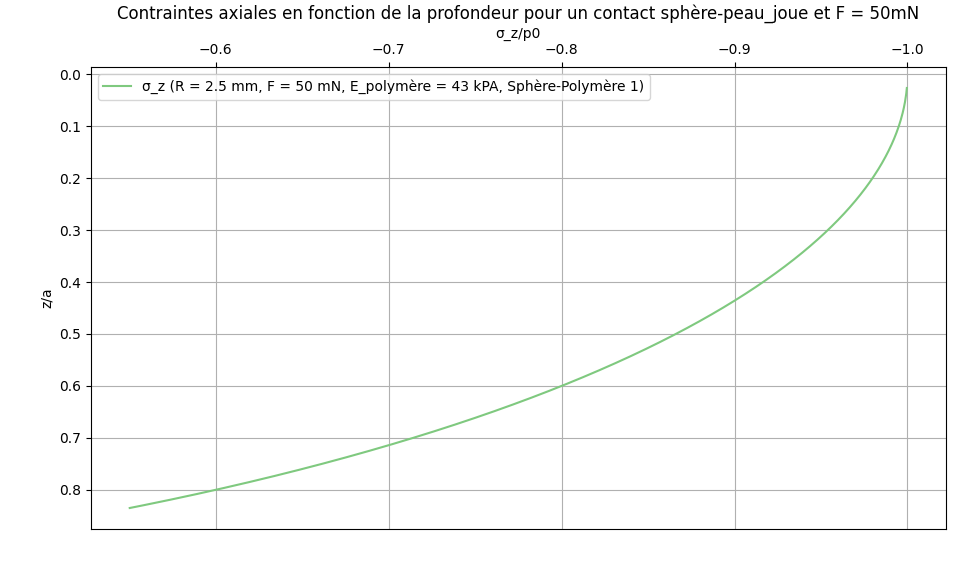 Contraintes axiales en fonction de la profondeur pour un contact sphère-peau_joue et F = 50mN
σ_z/p0
−0.6 −0.7 −0.8 −0.9 −1.0
σ_z (R = 2.5 mm, F = 50 mN, E_polymère = 43 kPA, Sphère-Polymère 1)
z/a
0.0
0.1
0.2
0.3
0.4
0.5
0.6
0.7
0.8